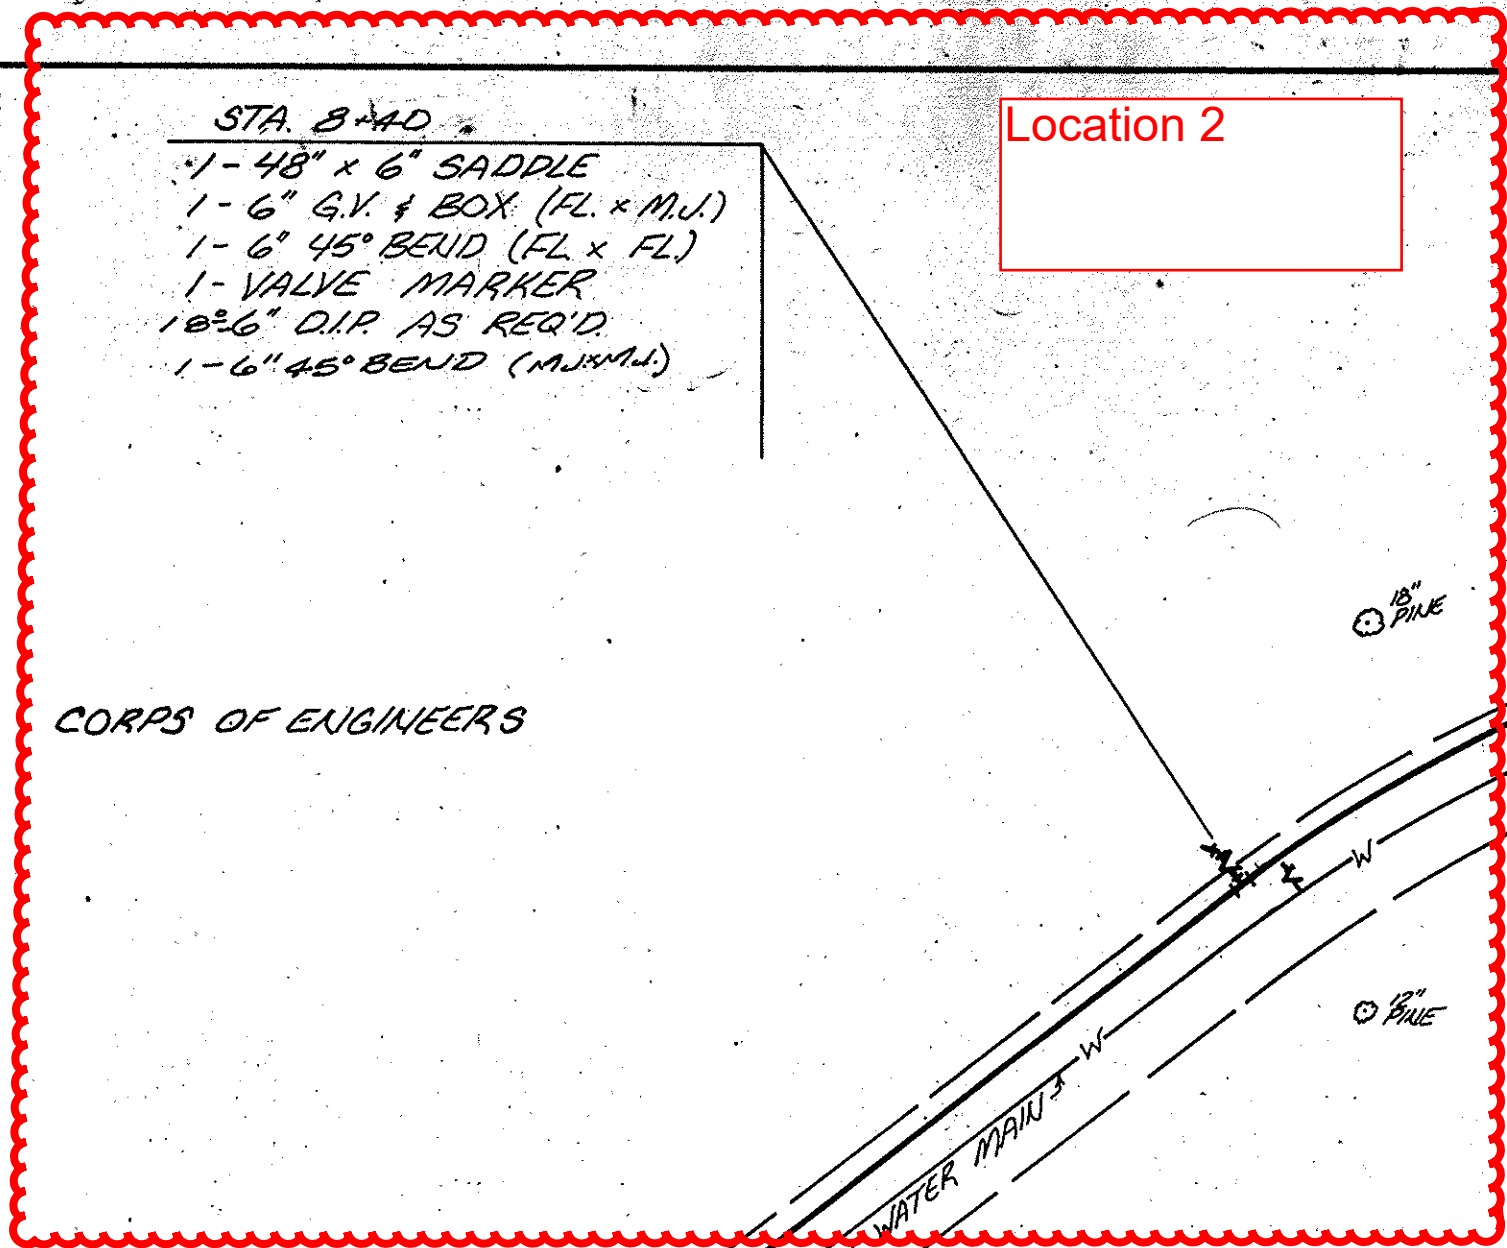 STA. 8+40
1 - 48" x 6" SADDLE
1 - 6" G.V. & BOX (FL. x M.J.)
1 - 6" 45° BEND (FL x FL.)
1 - VALVE MARKER
6" D.I.P. AS REQ'D.
1 - 6" 45° BEND (M.J.xM.J.)
Location 2
18"
PINE
CORPS OF ENGINEERS
W
12"
PINE
W
WATER MAIN